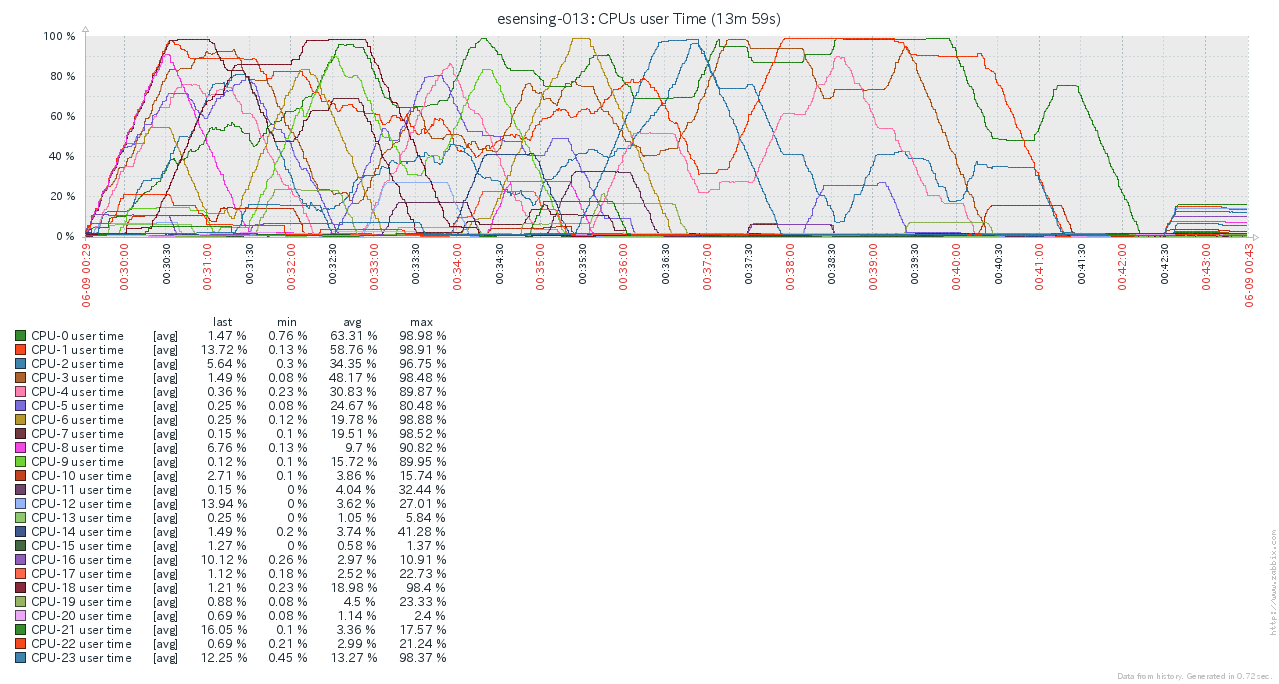 esensing-013: CPUs user Time (13m 59s)
100 %
80 %
60 %
40 %
20 %
0 %
06-09 00:29
00:30:00
00:30:30
00:31:00
00:31:30
00:32:00
00:32:30
00:33:00
00:33:30
00:34:00
00:34:30
00:35:00
00:35:30
00:36:00
00:36:30
00:37:00
00:37:30
00:38:00
00:38:30
00:39:00
00:39:30
00:40:00
00:40:30
00:41:00
00:41:30
00:42:00
00:42:30
00:43:00
06-09 00:43
last min avg max
CPU-0 user time [avg] 1.47 % 0.76 % 63.31 % 98.98 %
CPU-1 user time [avg] 13.72 % 0.13 % 58.76 % 98.91 %
CPU-2 user time [avg] 5.64 % 0.3 % 34.35 % 96.75 %
CPU-3 user time [avg] 1.49 % 0.08 % 48.17 % 98.48 %
CPU-4 user time [avg] 0.36 % 0.23 % 30.83 % 89.87 %
CPU-5 user time [avg] 0.25 % 0.08 % 24.67 % 80.48 %
CPU-6 user time [avg] 0.25 % 0.12 % 19.78 % 98.88 %
CPU-7 user time [avg] 0.15 % 0.1 % 19.51 % 98.52 %
CPU-8 user time [avg] 6.76 % 0.13 % 9.7 % 90.82 %
CPU-9 user time [avg] 0.12 % 0.1 % 15.72 % 89.95 %
CPU-10 user time [avg] 2.71 % 0.1 % 3.86 % 15.74 %
CPU-11 user time [avg] 0.15 % 0 % 4.04 % 32.44 %
CPU-12 user time [avg] 13.94 % 0 % 3.62 % 27.01 %
CPU-13 user time [avg] 0.25 % 0 % 1.05 % 5.84 %
CPU-14 user time [avg] 1.49 % 0.2 % 3.74 % 41.28 %
CPU-15 user time [avg] 1.27 % 0 % 0.58 % 1.37 %
CPU-16 user time [avg] 10.12 % 0.26 % 2.97 % 10.91 %
CPU-17 user time [avg] 1.12 % 0.18 % 2.52 % 22.73 %
CPU-18 user time [avg] 1.21 % 0.23 % 18.98 % 98.4 %
CPU-19 user time [avg] 0.88 % 0.08 % 4.5 % 23.33 %
CPU-20 user time [avg] 0.69 % 0.08 % 1.14 % 2.4 %
CPU-21 user time [avg] 16.05 % 0.1 % 3.36 % 17.57 %
CPU-22 user time [avg] 0.69 % 0.21 % 2.99 % 21.24 %
CPU-23 user time [avg] 12.25 % 0.45 % 13.27 % 98.37 %
http://www.zabbix.com
Data from history. Generated in 0.72 sec.